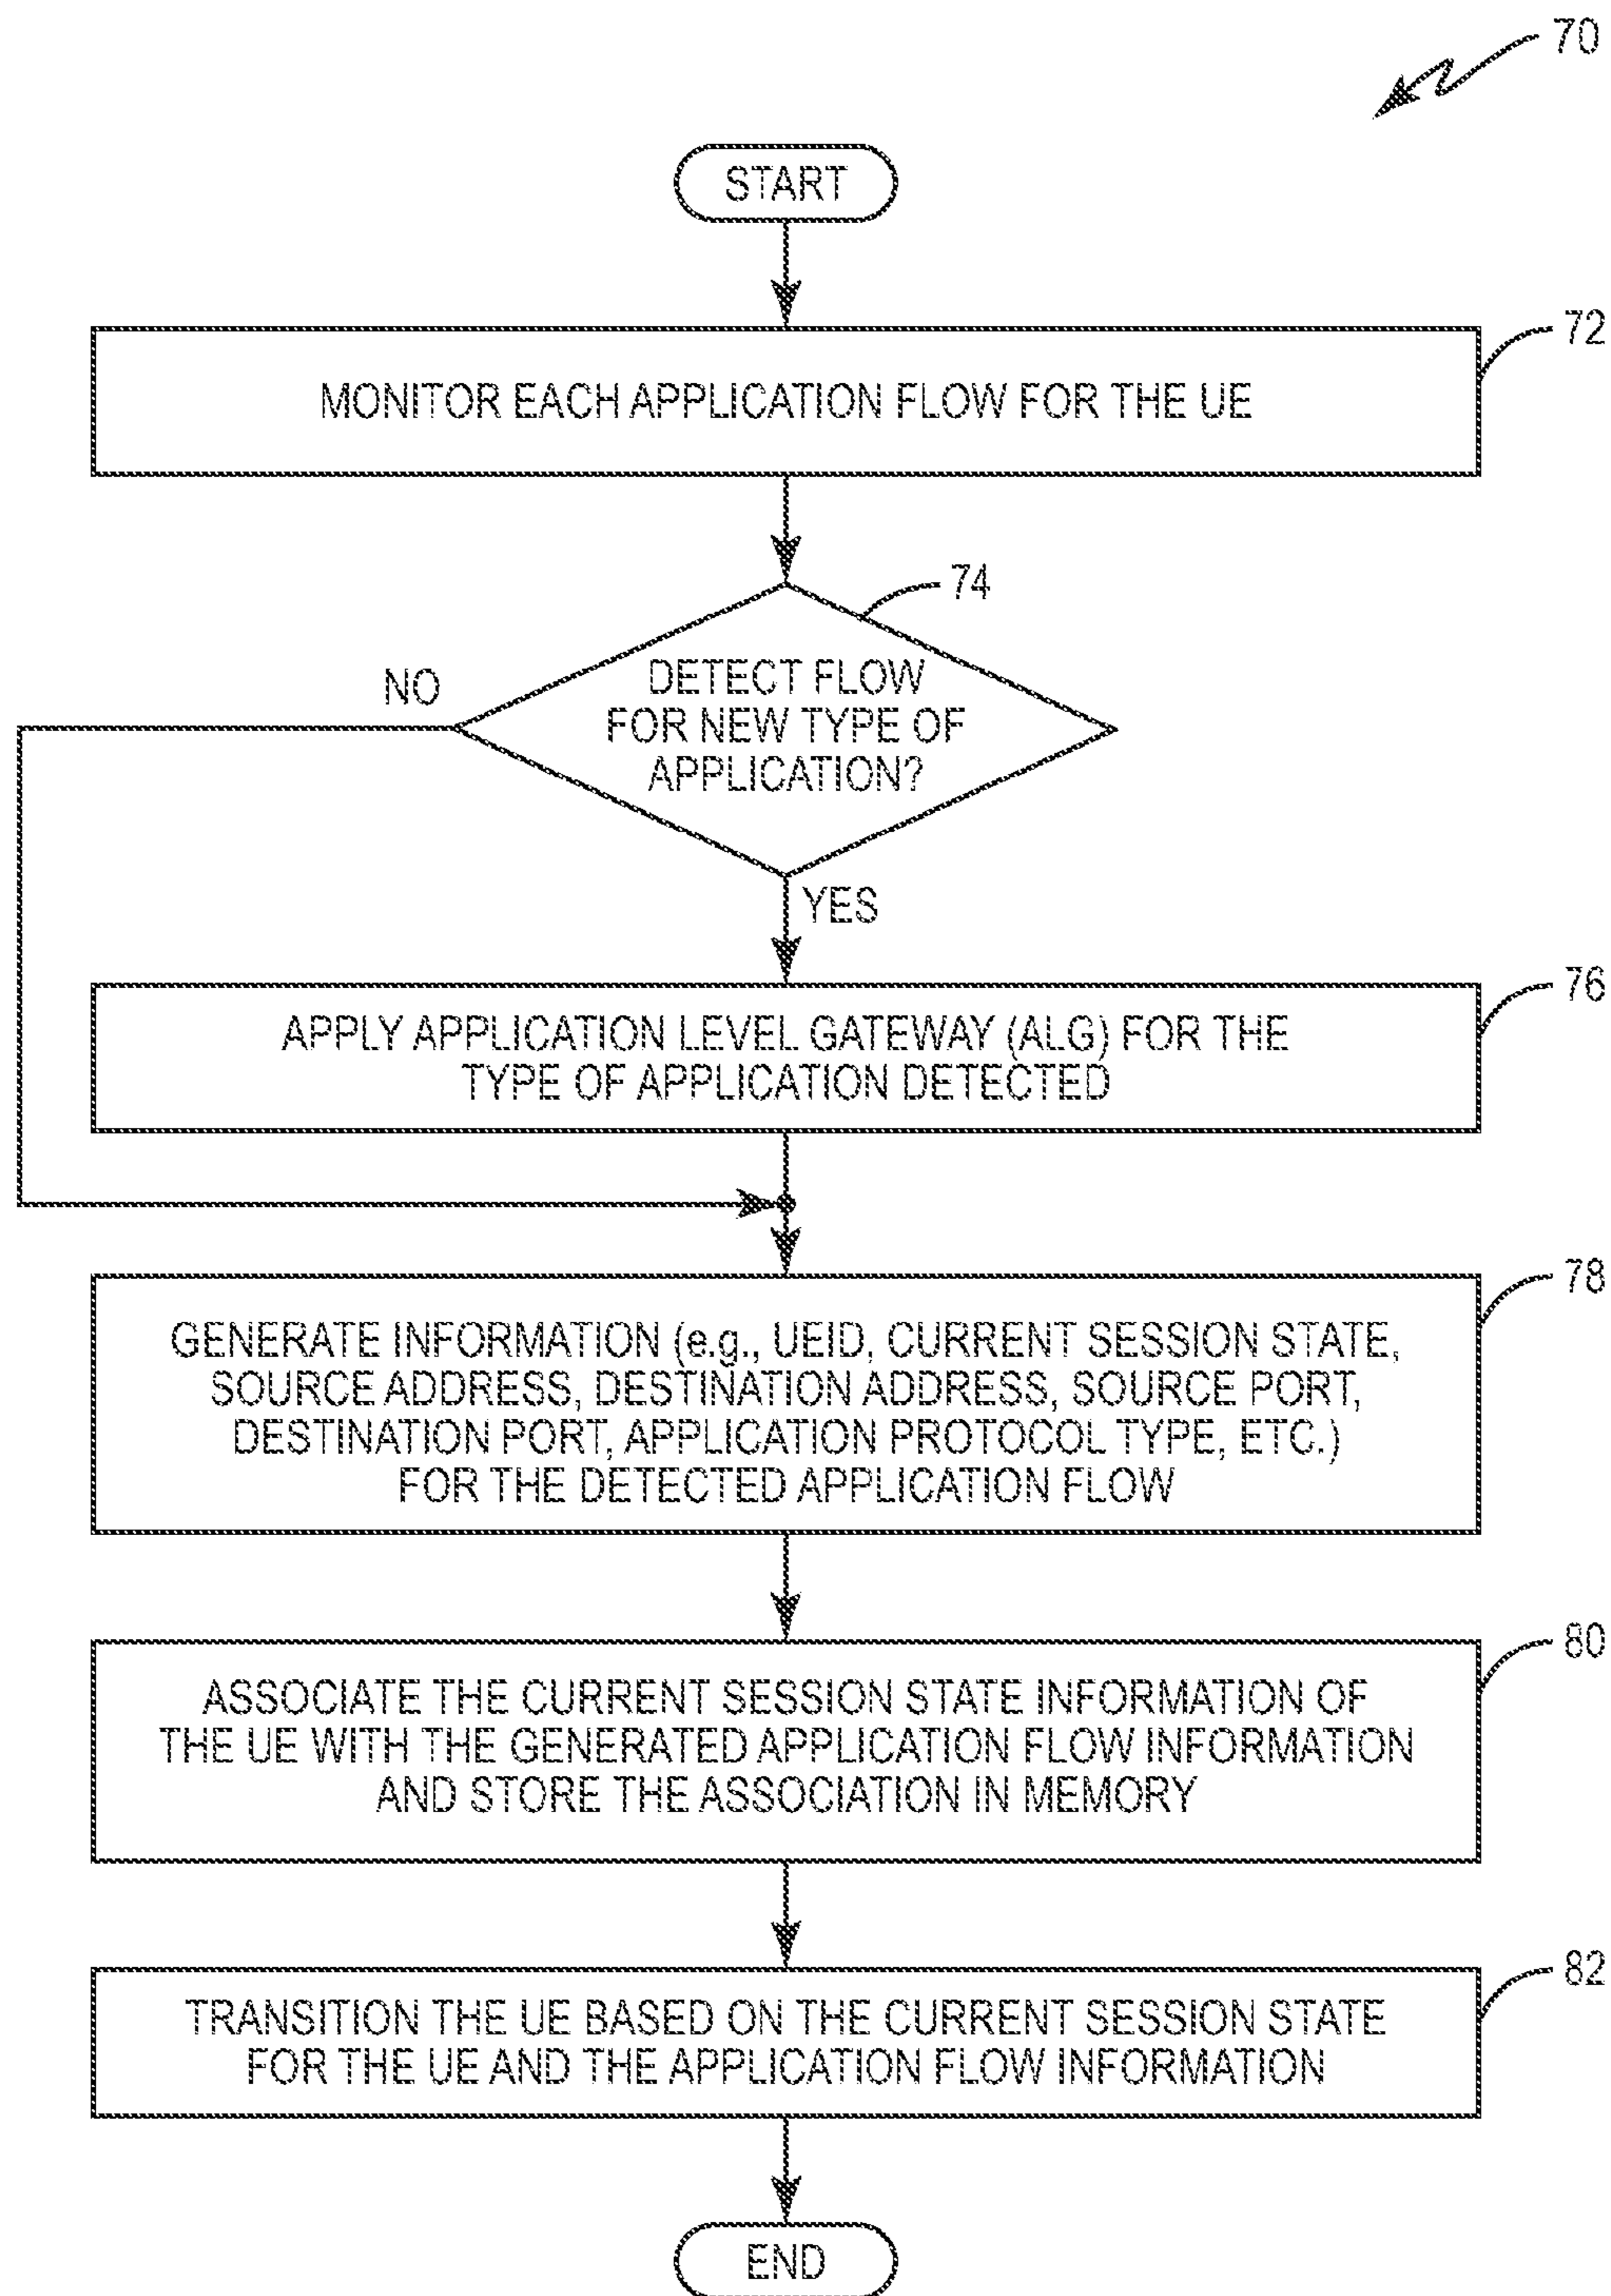 70
START
72
MONITOR EACH APPLICATION FLOW FOR THE UE
74
DETECT FLOW
FOR NEW TYPE OF
APPLICATION?
NO
YES
76
APPLY APPLICATION LEVEL GATEWAY (ALG) FOR THE
TYPE OF APPLICATION DETECTED
78
GENERATE INFORMATION (e.g., UEID, CURRENT SESSION STATE,
SOURCE ADDRESS, DESTINATION ADDRESS, SOURCE PORT,
DESTINATION PORT, APPLICATION PROTOCOL TYPE, ETC.)
FOR THE DETECTED APPLICATION FLOW
80
ASSOCIATE THE CURRENT SESSION STATE INFORMATION OF
THE UE WITH THE GENERATED APPLICATION FLOW INFORMATION
AND STORE THE ASSOCIATION IN MEMORY
82
TRANSITION THE UE BASED ON THE CURRENT SESSION STATE
FOR THE UE AND THE APPLICATION FLOW INFORMATION
END